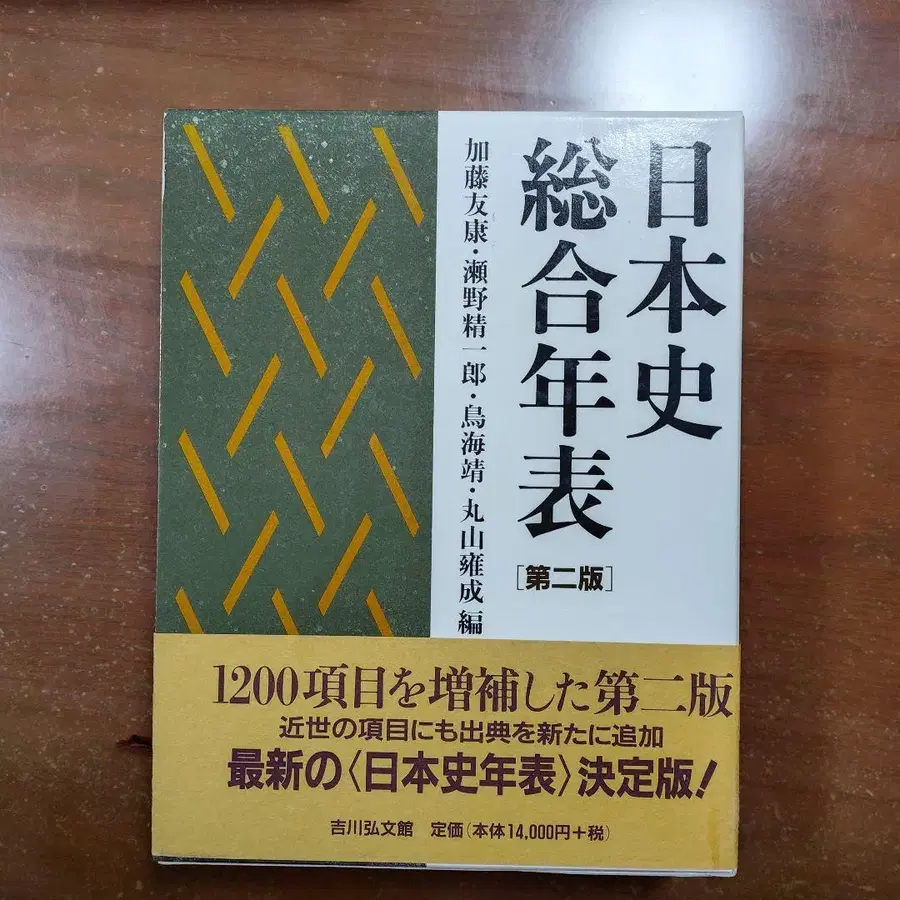 日本史
総合年表
[第二版]
加藤友康・瀬野精一郎・鳥海靖・丸山雍成 編
1200項目を増補した第二版
近世の項目にも出典を新たに追加
最新の〈日本史年表〉決定版!
吉川弘文館 定価(本体14,000円+税)